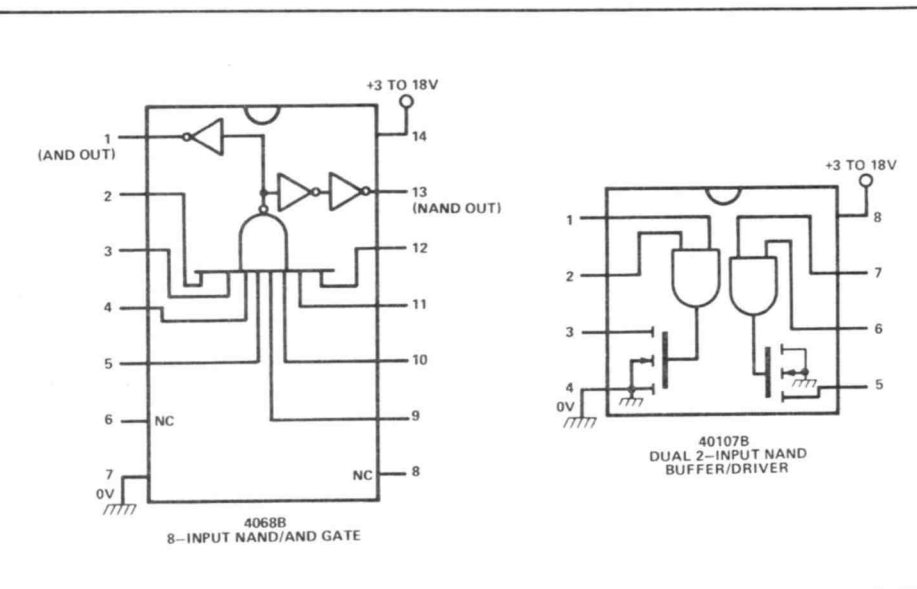 +3 TO 18V
1
(AND OUT)
2
3
4
5
6
NC
7
0V
14
13
(NAND OUT)
12
11
10
9
NC
8
4068B
8–INPUT NAND/AND GATE
+3 TO 18V
1
2
3
4
0V
8
7
6
5
40107B
DUAL 2–INPUT NAND
BUFFER/DRIVER